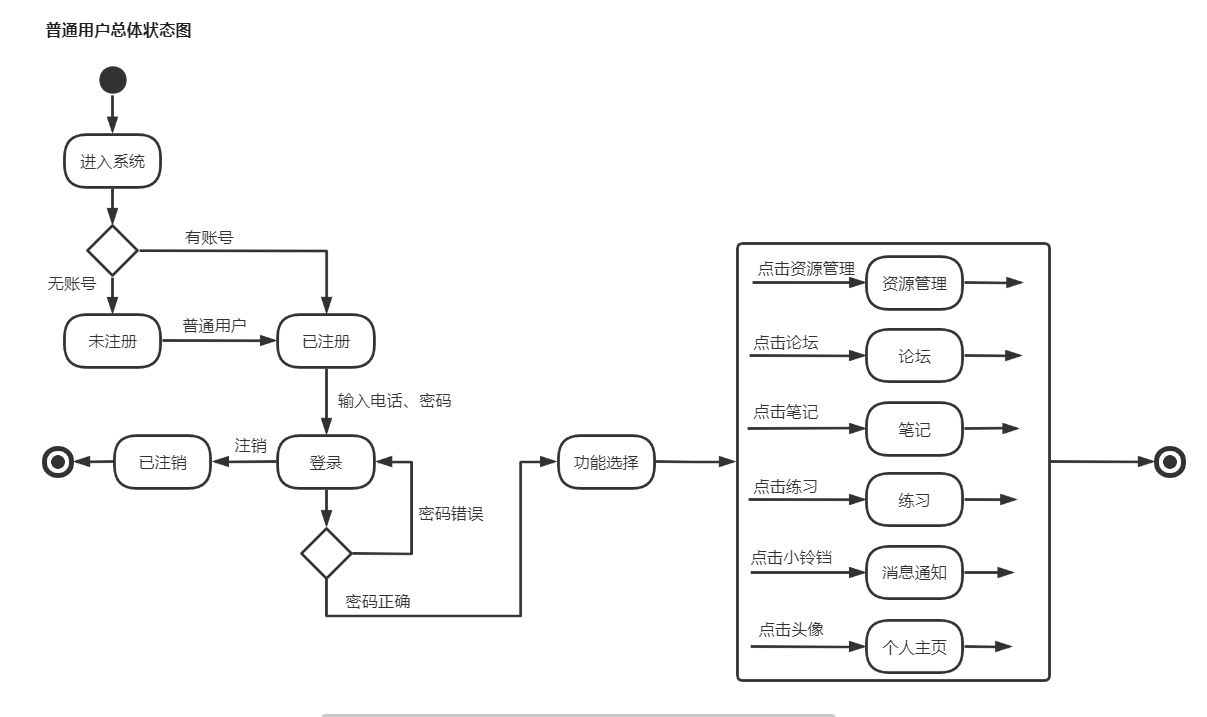 普通用户总体状态图
进入系统
有账号
无账号
未注册
普通用户
已注册
输入电话、密码
已注销
注销
登录
密码错误
密码正确
功能选择
点击资源管理
资源管理
点击论坛
论坛
点击笔记
笔记
点击练习
练习
点击小铃铛
消息通知
点击头像
个人主页